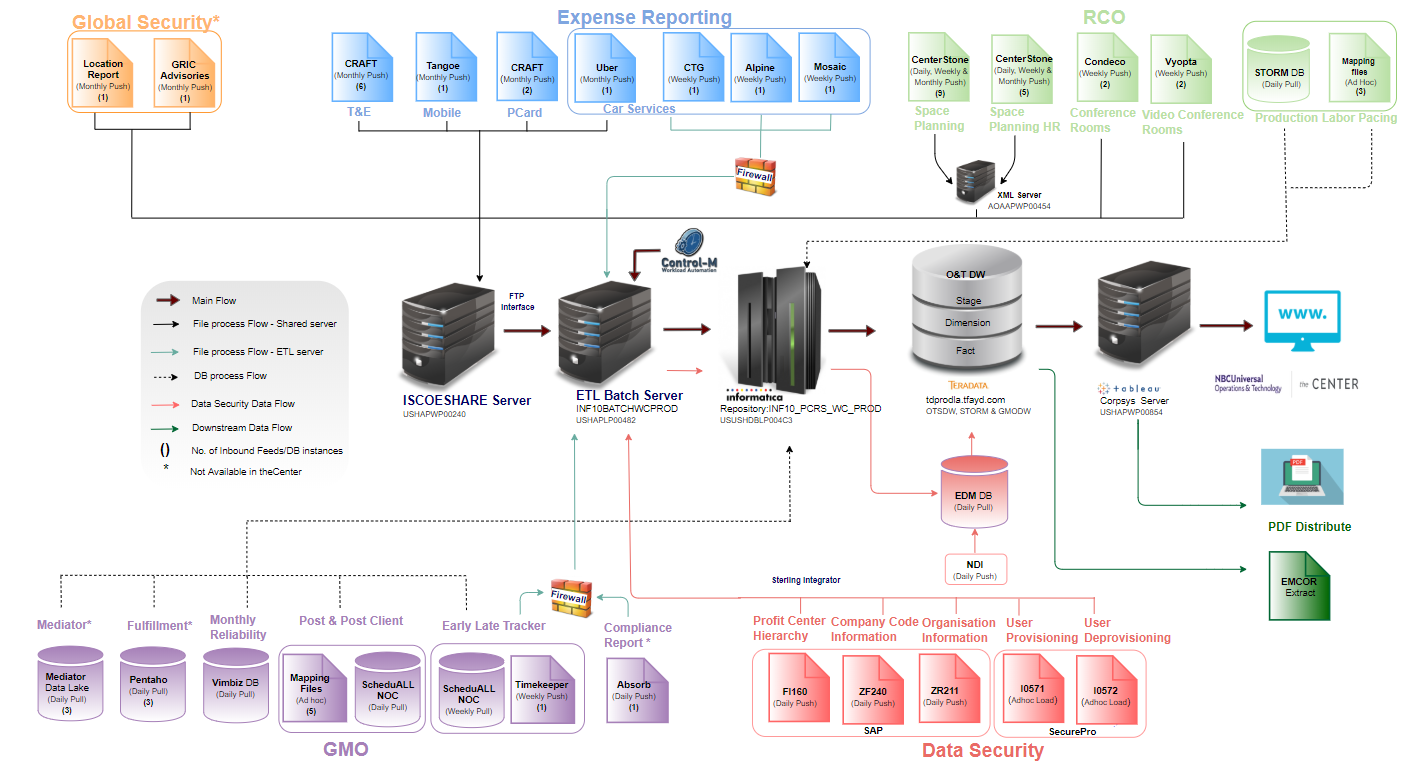 Global Security*
Location
Report
(Monthly Push)
(1)
GRIC
Advisories
(Monthly Push)
(1)
Expense Reporting
CRAFT
(Monthly Push)
(6)
T&E
Tangoe
(Monthly Push)
(1)
Mobile
CRAFT
(Monthly Push)
(2)
PCard
Uber
(Monthly Push)
(1)
CTG
(Weekly Push)
(1)
Alpine
(Weekly Push)
(1)
Mosaic
(Weekly Push)
(1)
Car Services
RCO
CenterStone
(Daily, Weekly &
Monthly Push)
(9)
Space
Planning
CenterStone
(Daily, Weekly &
Monthly Push)
(5)
Space
Planning HR
Condeco
(Weekly Push)
(2)
Conference
Rooms
Vyopta
(Weekly Push)
(2)
Video Conference
Rooms
STORM DB
(Daily Pull)
Mapping
files
(Ad Hoc)
(3)
Production Labor Pacing
Firewall
XML Server
AOAAPWP00454
Control-M
Workload Automation
Main Flow
File process Flow - Shared server
File process Flow - ETL server
DB process Flow
Data Security Data Flow
Downstream Data Flow
() No. of Inbound Feeds/DB instances
* Not Available in theCenter
FTP
Interface
ISCOESHARE Server
USHAPWP00240
ETL Batch Server
INF10BATCHWCPROD
USHAPLP00482
informatica
Repository:INF10_PCRS_WC_PROD
USUSHDBLP004C3
O&T DW
Stage
Dimension
Fact
TERADATA
tdprodla.tfayd.com
OTSDW, STORM & GMODW
tableau
Corpsys Server
USHAPWP00854
www.
NBCUniversal
Operations & Technology
the CENTER
PDF
PDF Distribute
EMCOR
Extract
EDM DB
(Daily Pull)
NDI
(Daily Push)
Sterling Integrator
Firewall
Mediator*
Mediator
Data Lake
(Daily Pull)
(3)
Fulfillment*
Pentaho
(Daily Pull)
(3)
Monthly
Reliability
Vimbiz DB
(Daily Pull)
Post & Post Client
Mapping
Files
(Ad hoc)
(5)
ScheduALL
NOC
(Daily Pull)
Early Late Tracker
ScheduALL
NOC
(Weekly Pull)
Timekeeper
(Weekly Push)
(1)
Compliance
Report *
Absorb
(Daily Push)
(1)
GMO
Profit Center
Hierarchy
FI160
(Daily Push)
Company Code
Information
ZF240
(Daily Push)
Organisation
Information
ZR211
(Daily Push)
SAP
User
Provisioning
I0571
(Adhoc Load)
User
Deprovisioning
I0572
(Adhoc Load)
SecurePro
Data Security